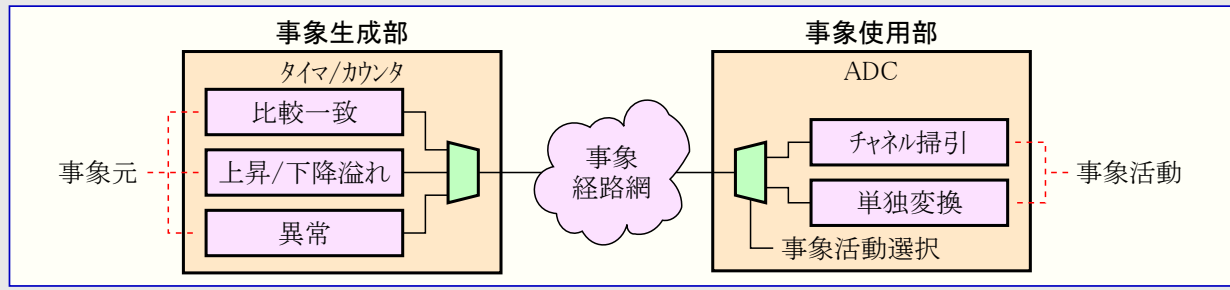 事象生成部
タイマ/カウンタ
比較一致
上昇/下降溢れ
異常
事象元
事象
経路網
事象使用部
ADC
チャネル掃引
単独変換
事象活動選択
事象活動